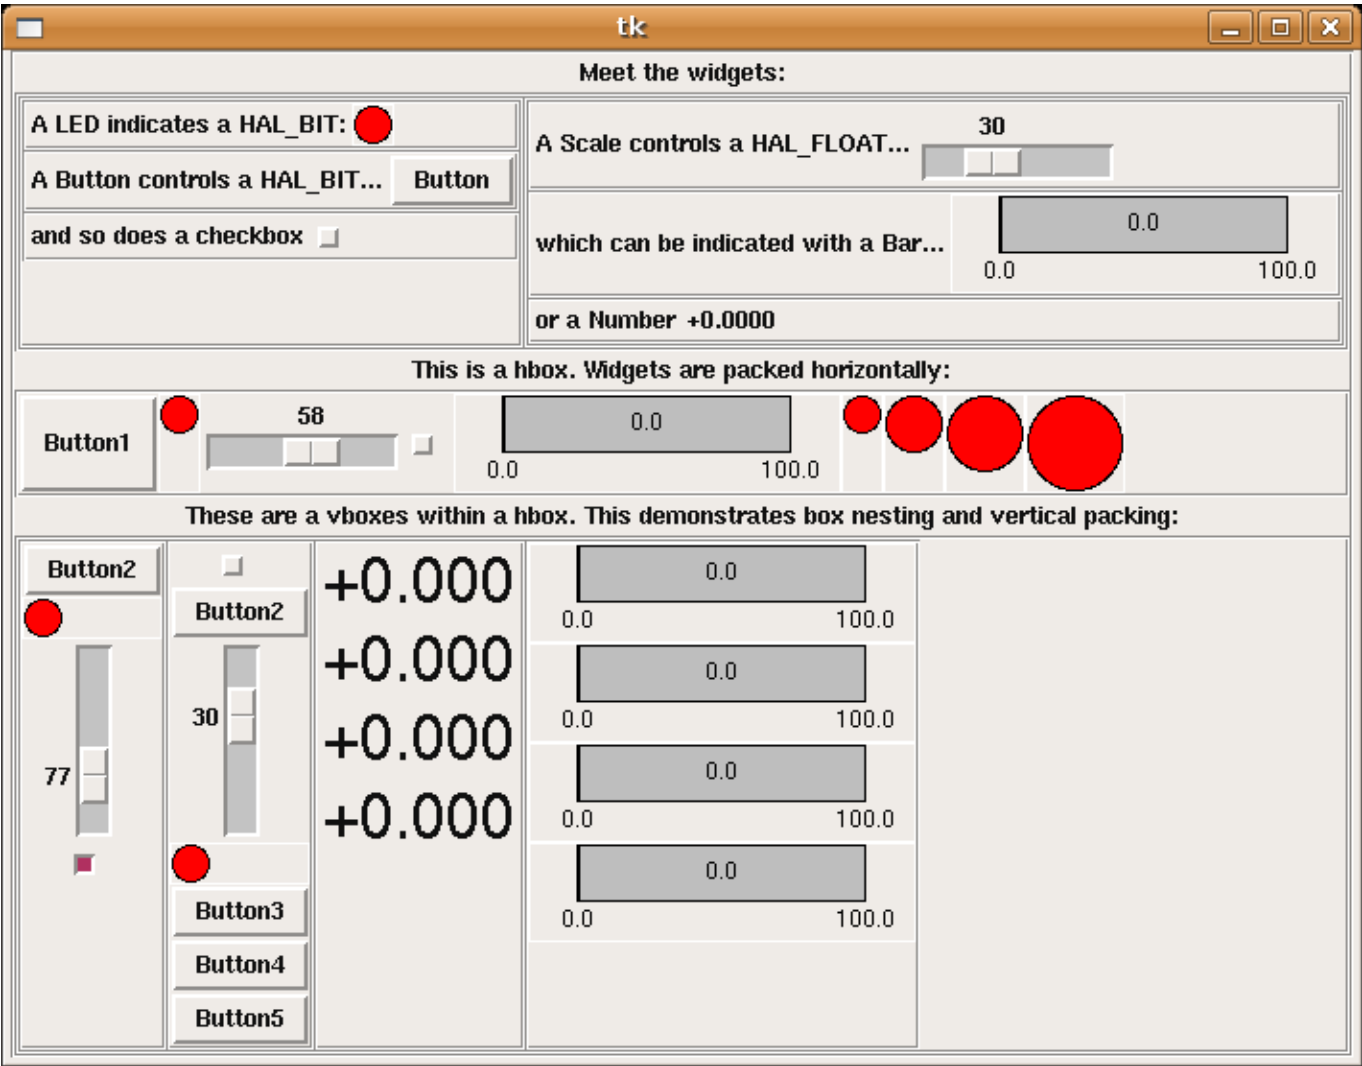 tk
Meet the widgets:
A LED indicates a HAL_BIT:
A Button controls a HAL_BIT... Button
and so does a checkbox
A Scale controls a HAL_FLOAT... 30
which can be indicated with a Bar... 0.0
0.0 100.0
or a Number +0.0000
This is a hbox. Widgets are packed horizontally:
Button1 58 0.0
0.0 100.0
These are a vboxes within a hbox. This demonstrates box nesting and vertical packing:
Button2
77
Button2
30
Button3
Button4
Button5
+0.000
+0.000
+0.000
+0.000
0.0
0.0 100.0
0.0
0.0 100.0
0.0
0.0 100.0
0.0
0.0 100.0